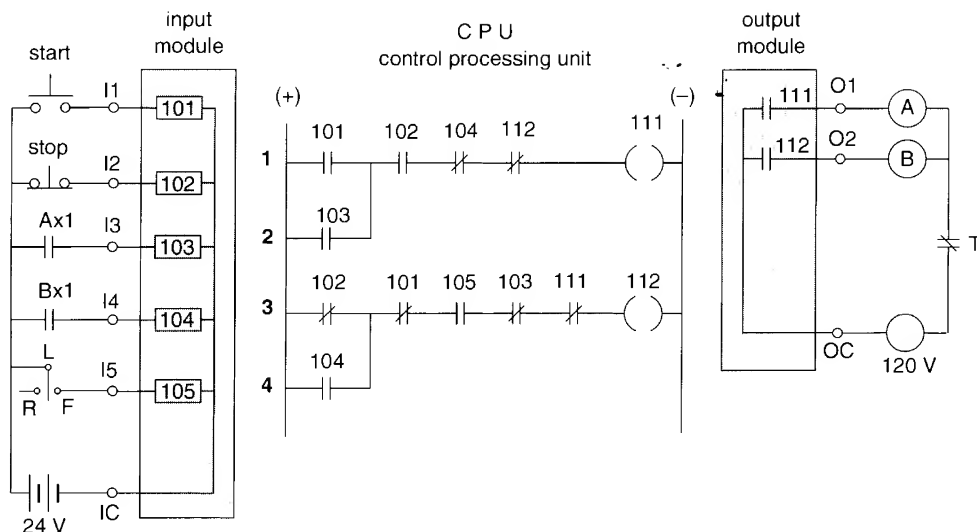 input
module
start
I1
101
stop
I2
102
Ax1
I3
103
Bx1
I4
104
L
I5
R
F
105
24 V
IC
C P U
control processing unit
(+)
(–)
1
101
102
104
112
111
2
103
3
102
101
105
103
111
112
4
104
output
module
111
O1
A
112
O2
B
T
OC
120 V